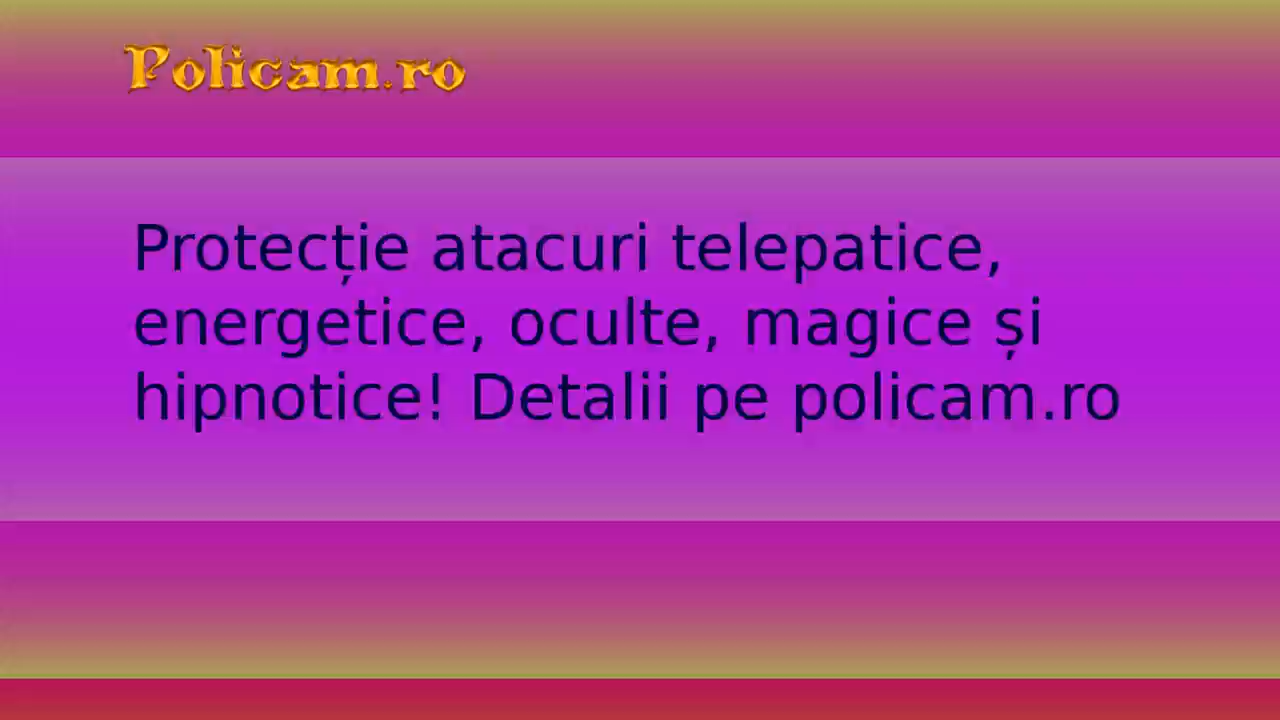 Policam.ro
Protecție atacuri telepatice,
energetice, oculte, magice și
hipnotice! Detalii pe policam.ro